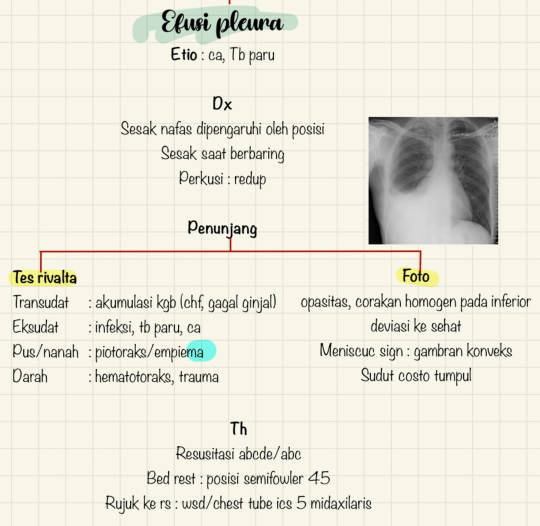 Efusi pleura
Etio : ca, Tb paru
Dx
Sesak nafas dipengaruhi oleh posisi
Sesak saat berbaring
Perkusi : redup
Penunjang
Tes rivalta
Transudat : akumulasi kgb (chf, gagal ginjal)
Eksudat : infeksi, tb paru, ca
Pus/nanah : piotoraks/empiema
Darah : hematotoraks, trauma
Foto
opasitas, corakan homogen pada inferior
deviasi ke sehat
Meniscuc sign : gambran konveks
Sudut costo tumpul
Th
Resusitasi abcde/abc
Bed rest : posisi semifowler 45
Rujuk ke rs : wsd/chest tube ics 5 midaxilaris